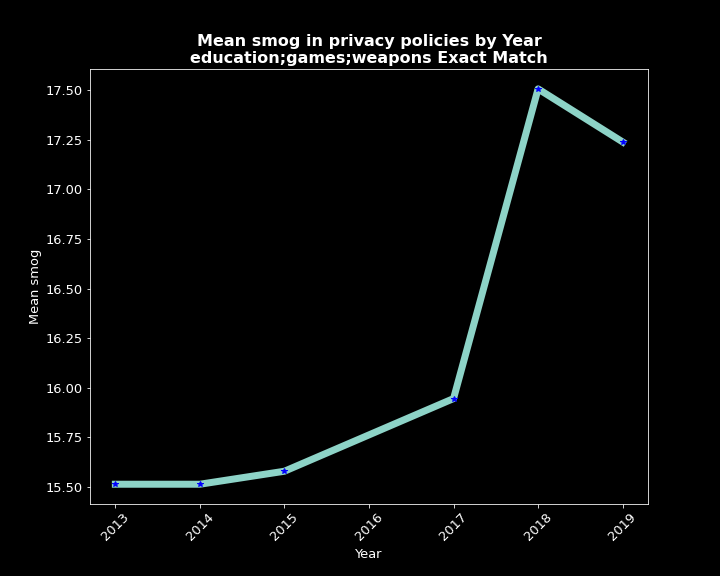 Mean smog in privacy policies by Year
education;games;weapons Exact Match
17.50
17.25
17.00
16.75
16.50
16.25
16.00
15.75
15.50
Mean smog
2013 2014 2015 2016 2017 2018 2019
Year